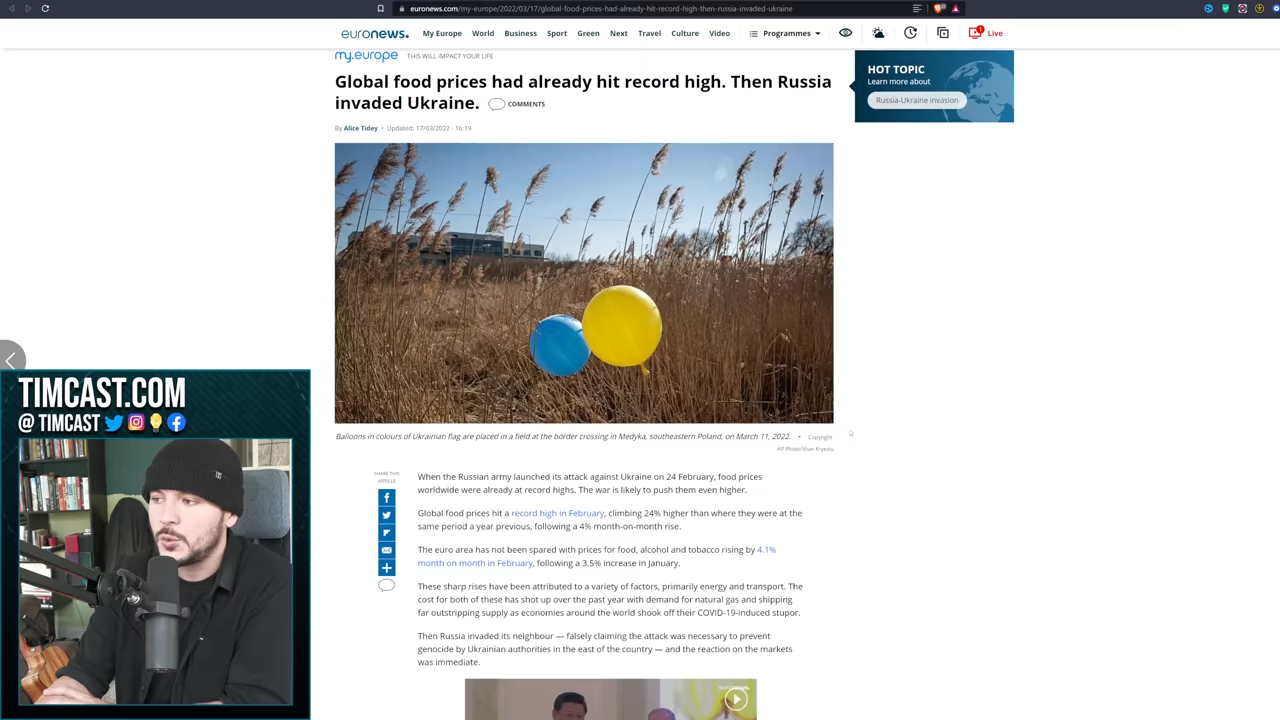 euronews.com/my-europe/2022/03/17/global-food-prices-had-already-hit-record-high-then-russia-invaded-ukraine
euronews. My Europe World Business Sport Green Next Travel Culture Video Programmes Live
my.europe THIS WILL IMPACT YOUR LIFE
Global food prices had already hit record high. Then Russia
invaded Ukraine. COMMENTS
By Alice Tidey • Updated: 17/03/2022 - 16:19
HOT TOPIC
Learn more about
Russia-Ukraine invasion
Balloons in colours of Ukrainian flag are placed in a field at the border crossing in Medyka, southeastern Poland, on March 11, 2022. - Copyright
AP Photo/Visar Kryeziu
SHARE THIS
ARTICLE
When the Russian army launched its attack against Ukraine on 24 February, food prices
worldwide were already at record highs. The war is likely to push them even higher.
Global food prices hit a record high in February, climbing 24% higher than where they were at the
same period a year previous, following a 4% month-on-month rise.
The euro area has not been spared with prices for food, alcohol and tobacco rising by 4.1%
month on month in February, following a 3.5% increase in January.
These sharp rises have been attributed to a variety of factors, primarily energy and transport. The
cost for both of these has shot up over the past year with demand for natural gas and shipping
far outstripping supply as economies around the world shook off their COVID-19-induced stupor.
Then Russia invaded its neighbour — falsely claiming the attack was necessary to prevent
genocide by Ukrainian authorities in the east of the country — and the reaction on the markets
was immediate.
euronews.
TIMCAST.COM
@ TIMCAST